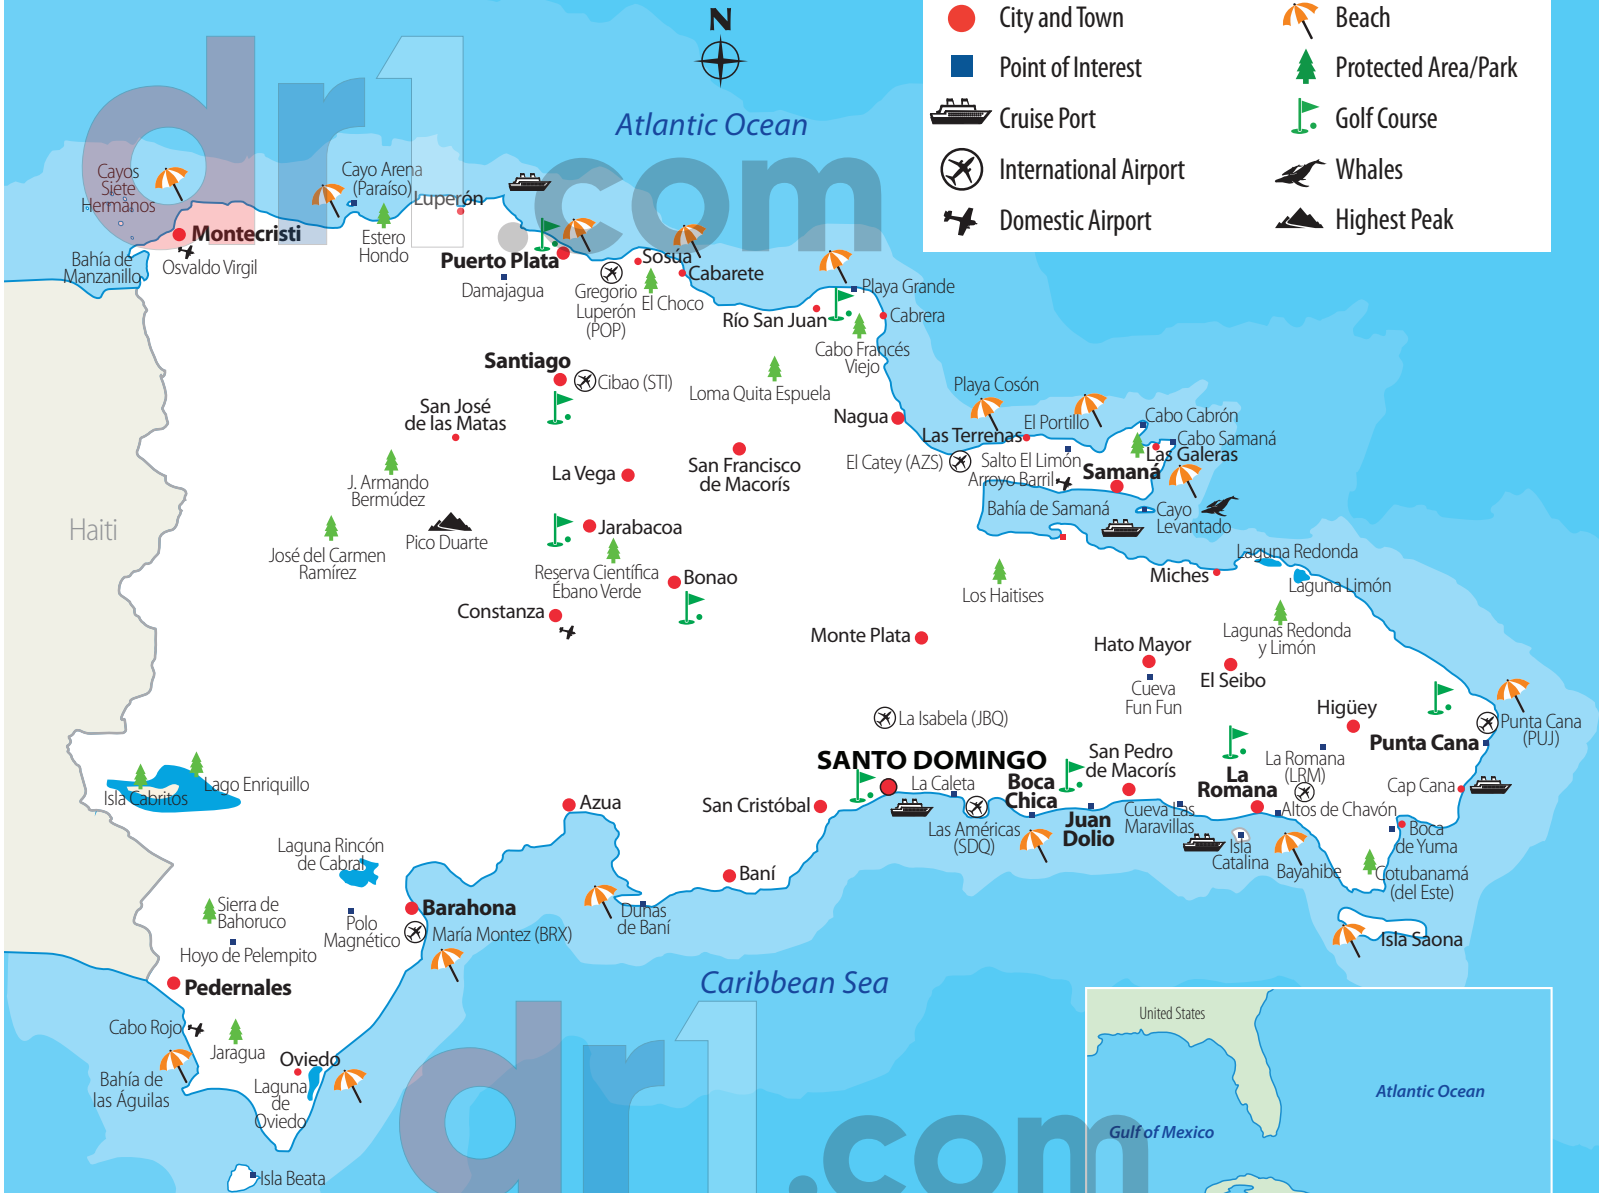 dr1.com
N
City and Town
Point of Interest
Cruise Port
International Airport
Domestic Airport
Beach
Protected Area/Park
Golf Course
Whales
Highest Peak
Atlantic Ocean
Cayos
Siete
Hermanos
Cayo Arena
(Paraíso)
Luperón
Montecristi
Estero
Hondo
Bahía de
Manzanillo
Osvaldo Virgil
Puerto Plata
Damajagua
Sosúa
Cabarete
Gregorio
Luperón
(POP)
El Choco
Playa Grande
Río San Juan
Cabrera
Cabo Francés
Viejo
Santiago
Cibao (STI)
Loma Quita Espuela
San José
de las Matas
Nagua
Playa Cosón
El Portillo
Las Terrenas
Cabo Cabrón
Cabo Samaná
Las Galeras
El Catey (AZS)
Salto El Limón
Arroyo Barril
Samaná
Bahía de Samaná
Cayo
Levantado
La Vega
San Francisco
de Macorís
J. Armando
Bermúdez
Haiti
Pico Duarte
José del Carmen
Ramírez
Jarabacoa
Reserva Científica
Ébano Verde
Bonao
Constanza
Los Haitises
Miches
Laguna Redonda
Laguna Limón
Lagunas Redonda
y Limón
Monte Plata
Hato Mayor
Cueva
Fun Fun
El Seibo
Higüey
Punta Cana
Punta Cana
(PUJ)
La Isabela (JBQ)
SANTO DOMINGO
La Caleta
Boca
Chica
San Pedro
de Macorís
La
Romana
La Romana
(LRM)
Cap Cana
Altos de Chavón
Boca
de Yuma
Lago Enriquillo
Isla Cabritos
Azua
San Cristóbal
Las Américas
(SDQ)
Juan
Dolio
Cueva Las
Maravillas
Isla
Catalina
Bayahibe
Cotubanamá
(del Este)
Isla Saona
Laguna Rincón
de Cabral
Baní
Dunas
de Baní
Sierra de
Bahoruco
Hoyo de Pelempito
Polo
Magnético
Barahona
María Montez (BRX)
Pedernales
Cabo Rojo
Jaragua
Oviedo
Bahía de
las Águilas
Laguna
de
Oviedo
Isla Beata
Caribbean Sea
dr1.com
United States
Atlantic Ocean
Gulf of Mexico